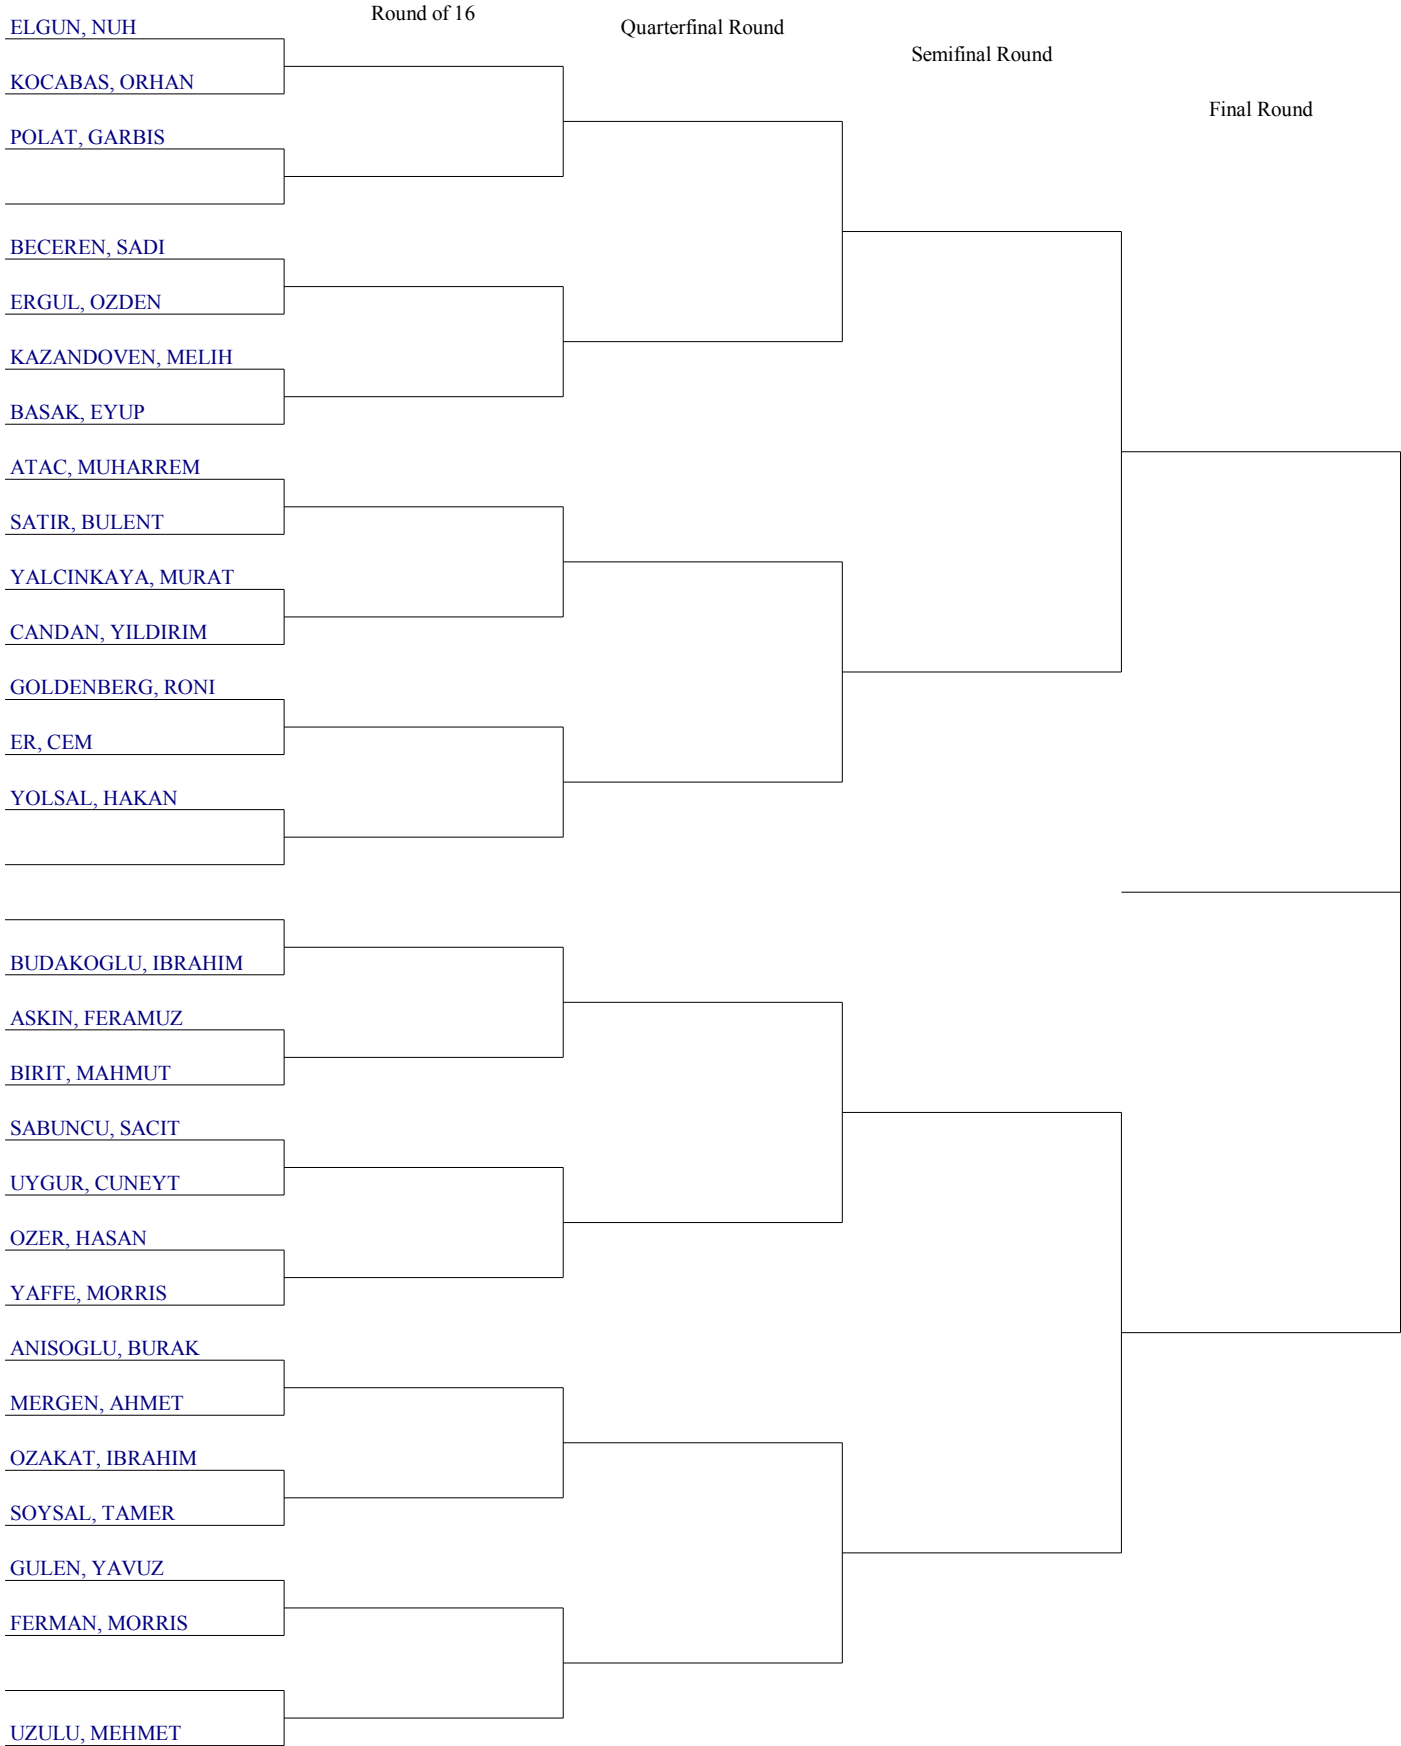 Round of 16
Quarterfinal Round
Semifinal Round
Final Round
ELGUN, NUH
KOCABAS, ORHAN
POLAT, GARBIS
BECEREN, SADI
ERGUL, OZDEN
KAZANDOVEN, MELIH
BASAK, EYUP
ATAC, MUHARREM
SATIR, BULENT
YALCINKAYA, MURAT
CANDAN, YILDIRIM
GOLDENBERG, RONI
ER, CEM
YOLSAL, HAKAN
BUDAKOGLU, IBRAHIM
ASKIN, FERAMUZ
BIRIT, MAHMUT
SABUNCU, SACIT
UYGUR, CUNEYT
OZER, HASAN
YAFFE, MORRIS
ANISOGLU, BURAK
MERGEN, AHMET
OZAKAT, IBRAHIM
SOYSAL, TAMER
GULEN, YAVUZ
FERMAN, MORRIS
UZULU, MEHMET